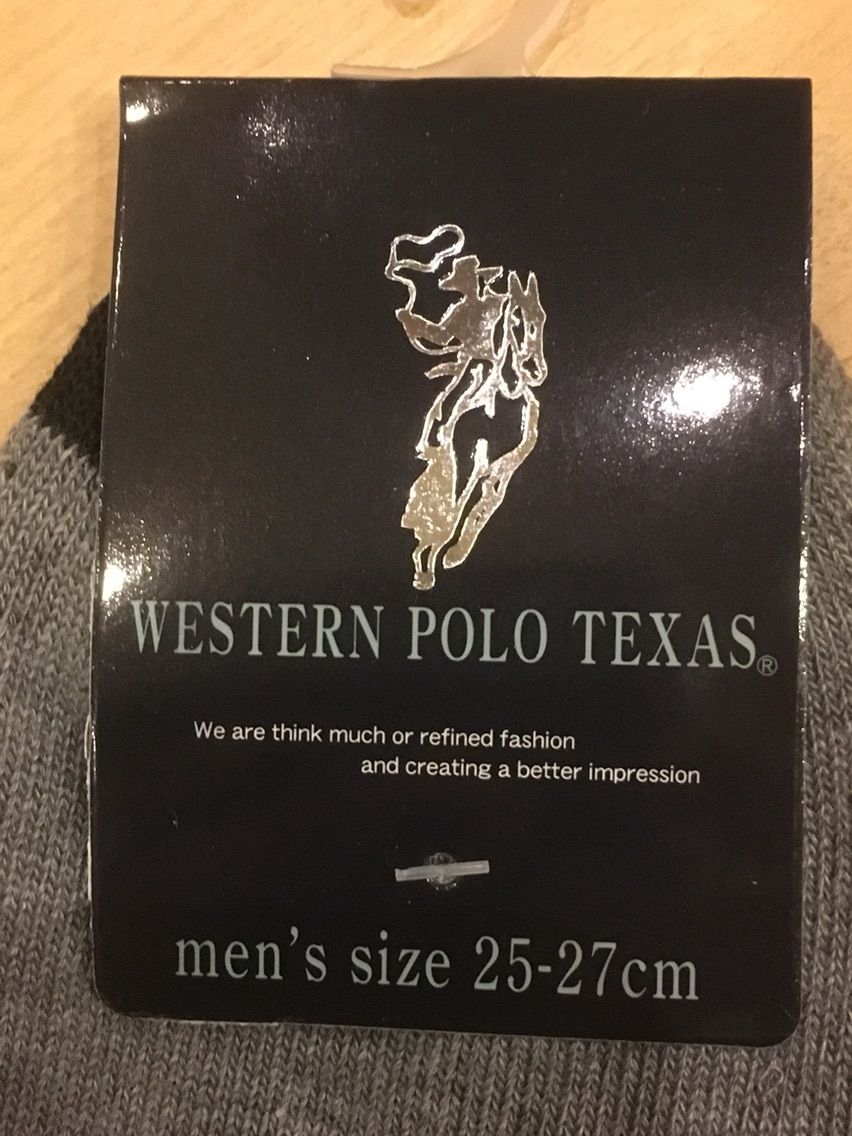 WESTERN POLO TEXAS®
We are think much or refined fashion
and creating a better impression
men's size 25-27cm